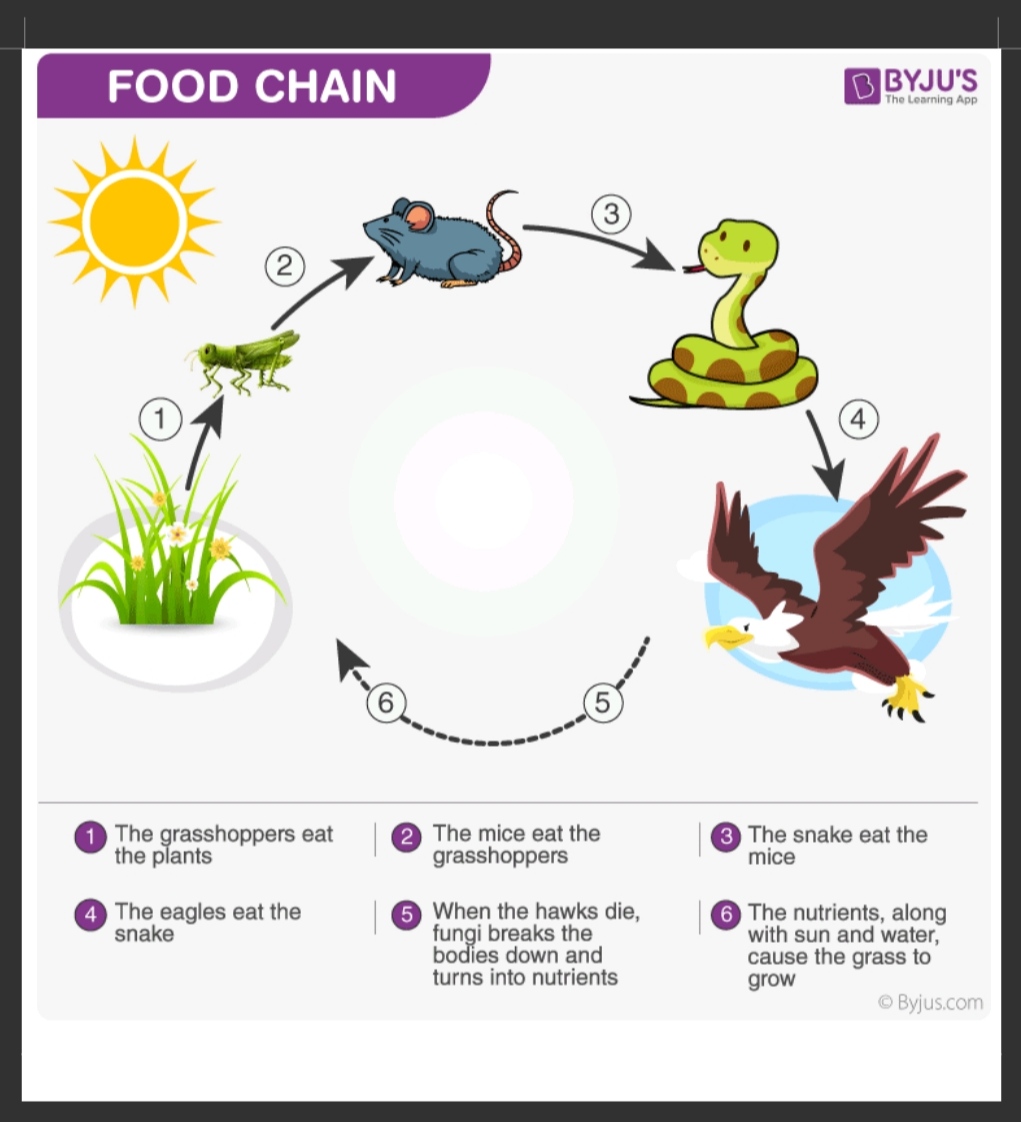 FOOD CHAIN
BYJU'S
The Learning App
3
2
1
4
6
5
1 The grasshoppers eat
the plants
2 The mice eat the
grasshoppers
3 The snake eat the
mice
4 The eagles eat the
snake
5 When the hawks die,
fungi breaks the
bodies down and
turns into nutrients
6 The nutrients, along
with sun and water,
cause the grass to
grow
© Byjus.com